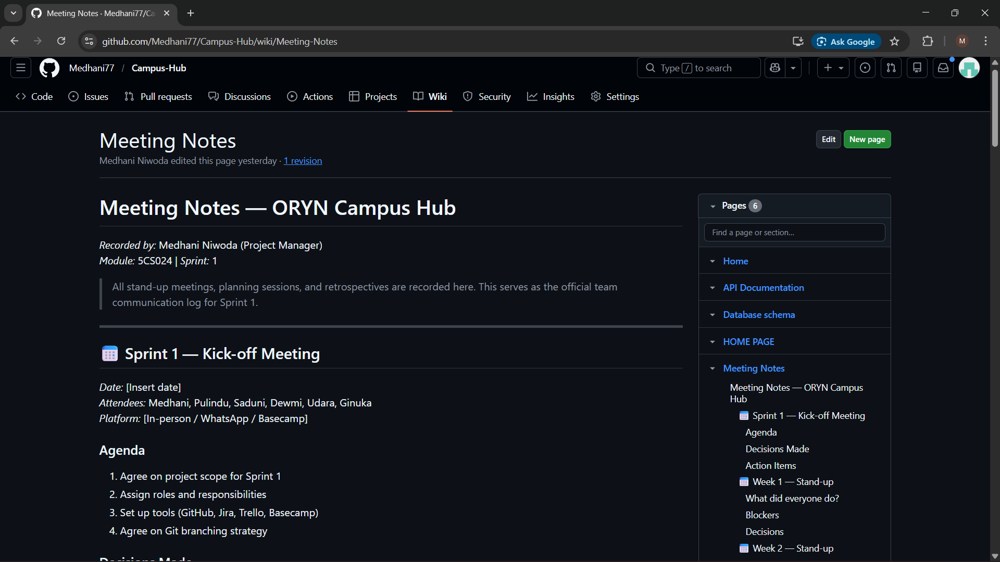 Meeting Notes · Medhani77/Ca
github.com/Medhani77/Campus-Hub/wiki/Meeting-Notes
Ask Google
M
Medhani77 / Campus-Hub
Type / to search
Code
Issues
Pull requests
Discussions
Actions
Projects
Wiki
Security
Insights
Settings
Meeting Notes
Edit
New page
Medhani Niwoda edited this page yesterday · 1 revision
Meeting Notes — ORYN Campus Hub
Recorded by: Medhani Niwoda (Project Manager)
Module: 5CS024 | Sprint: 1
All stand-up meetings, planning sessions, and retrospectives are recorded here. This serves as the official team
communication log for Sprint 1.
Sprint 1 — Kick-off Meeting
Date: [Insert date]
Attendees: Medhani, Pulindu, Saduni, Dewmi, Udara, Ginuka
Platform: [In-person / WhatsApp / Basecamp]
Agenda
1. Agree on project scope for Sprint 1
2. Assign roles and responsibilities
3. Set up tools (GitHub, Jira, Trello, Basecamp)
4. Agree on Git branching strategy
Decisions Made
Pages 6
Find a page or section...
Home
API Documentation
Database schema
HOME PAGE
Meeting Notes
Meeting Notes — ORYN Campus
Hub
Sprint 1 — Kick-off Meeting
Agenda
Decisions Made
Action Items
Week 1 — Stand-up
What did everyone do?
Blockers
Decisions
Week 2 — Stand-up